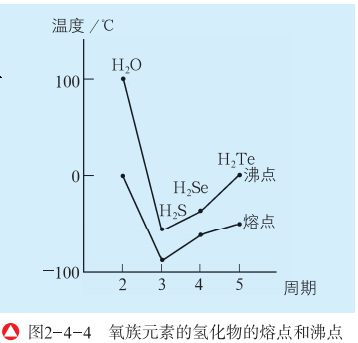 温度 /℃
100
H₂O
0
H₂Te
沸点
H₂Se
H₂S
熔点
-100
2 3 4 5 周期
图2-4-4 氧族元素的氢化物的熔点和沸点